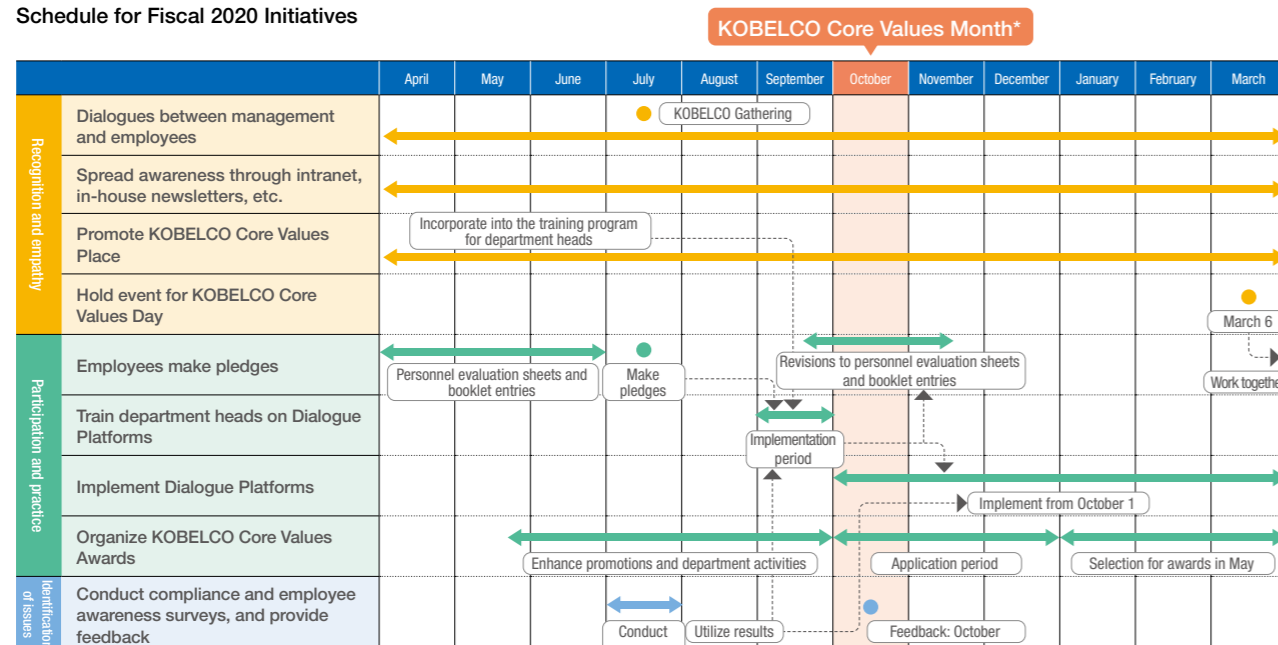 Schedule for Fiscal 2020 Initiatives
KOBELCO Core Values Month*
April May June July August September October November December January February March
Recognition and empathy
Dialogues between management
and employees
KOBELCO Gathering
Spread awareness through intranet,
in-house newsletters, etc.
Promote KOBELCO Core Values
Place
Incorporate into the training program
for department heads
Hold event for KOBELCO Core
Values Day
March 6
Work togethe
Participation and practice
Employees make pledges
Personnel evaluation sheets and
booklet entries
Make
pledges
Revisions to personnel evaluation sheets
and booklet entries
Train department heads on Dialogue
Platforms
Implementation
period
Implement Dialogue Platforms
Implement from October 1
Organize KOBELCO Core Values
Awards
Enhance promotions and department activities
Application period
Selection for awards in May
Identification
of issues
Conduct compliance and employee
awareness surveys, and provide
feedback
Conduct
Utilize results
Feedback: October